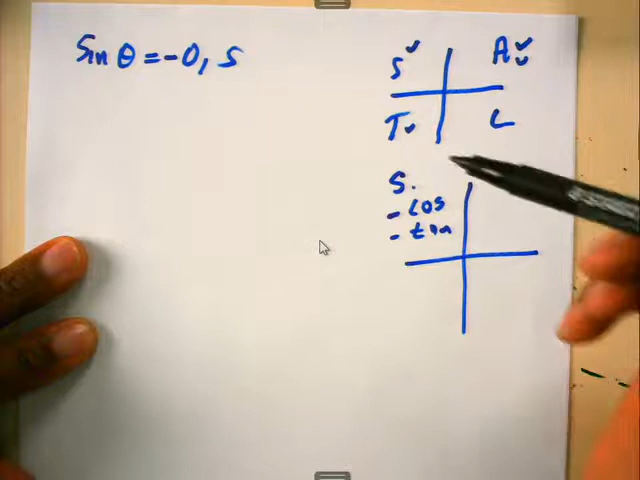 Sin θ = -0,5
S✓ A✓✓
T✓ C
S.
- cos
- tan